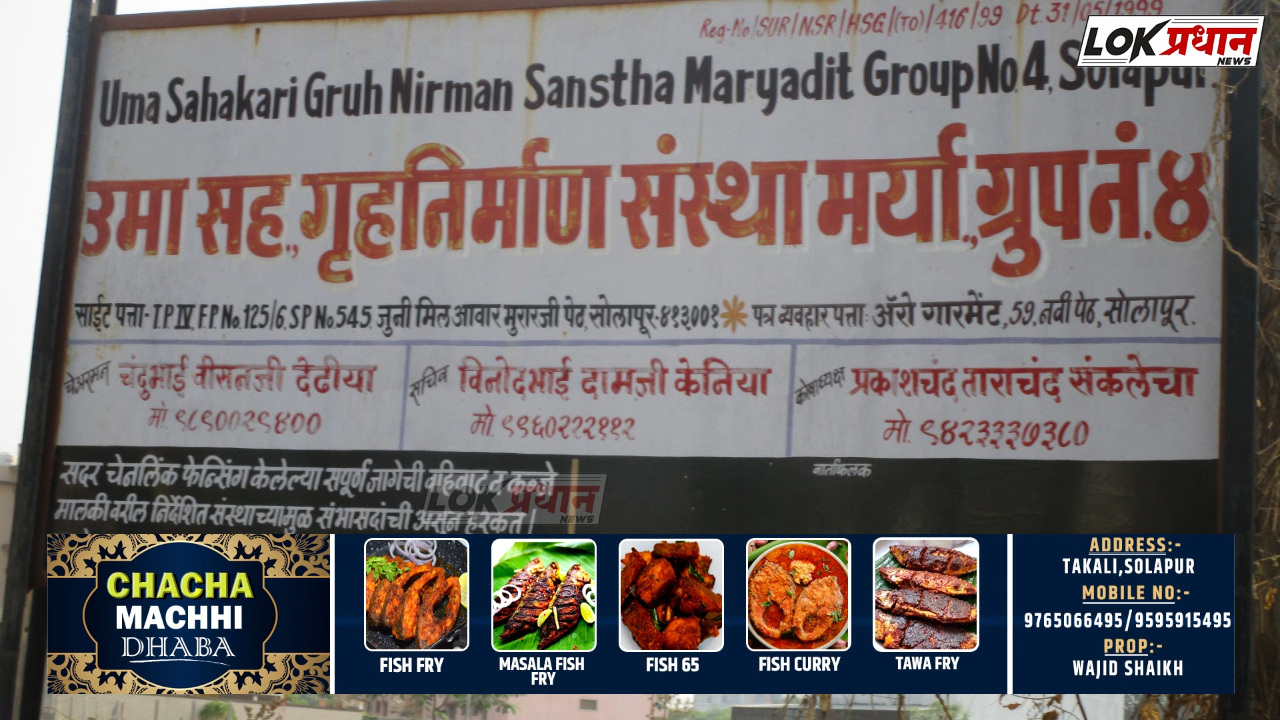 Reg-No/SUR/NSR/HSG/(TO)/416/99 Dt. 31/05/1999
LOK प्रधान
NEWS
Uma Sahakari Gruh Nirman Sanstha Maryadit Group No.4, Solapur.
उमा सह., गृहनिर्माण संस्था मर्या., ग्रुप नं. ४
साईट पत्ता- T.P. IV, F.P No. 125/6, S.P No 545 जुनी मिल आवार मुरारजी पेठ, सोलापूर-४१३००१ पत्र व्यवहार पत्ता अ‍ॅरो गारमेंट, 59, नवी पेठ, सोलापूर.
चेअरमन चंदुभाई वीसनजी देढीया
मो. ९८९००२९४००
सचिव विनोदभाई दामजी केनिया
मो. ९९६०२२२११२
कोषाध्यक्ष प्रकाशचंद ताराचंद संकलेचा
मो. ९४२३३३७३८०
सदर चेनलिंक फेन्सिंग केलेल्या सपूर्ण जागेची वहिवाट व कब्जे
मालकी वरील निर्देशित संस्थाच्यामुळ संभासदांची असून हरकत
LOK प्रधान
NEWS
CHACHA
MACHHI
DHABA
FISH FRY
MASALA FISH
FRY
FISH 65
FISH CURRY
TAWA FRY
ADDRESS:-
TAKALI,SOLAPUR
MOBILE NO:-
9765066495/9595915495
PROP:-
WAJID SHAIKH